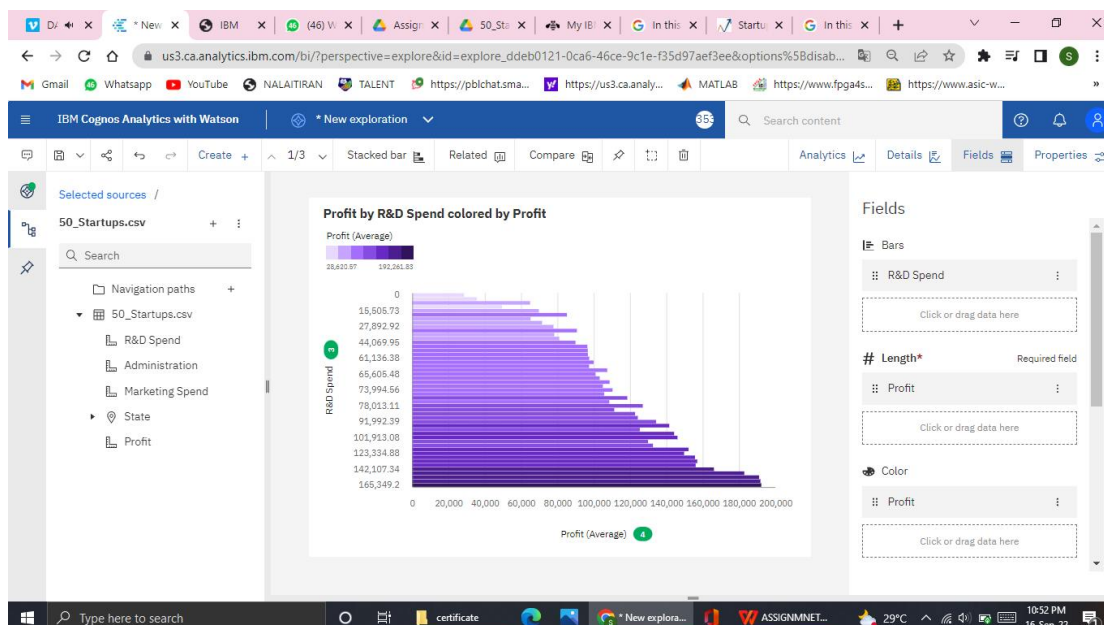 DA
* New
IBM
(46) W
Assign
50_Sta
My IB
In this
Startu
In this
us3.ca.analytics.ibm.com/bi/?perspective=explore&id=explore_ddeb0121-0ca6-46ce-9c1e-f35d97aef3ee&options%5Bdisab...
S
Gmail
Whatsapp
YouTube
NALAITIRAN
TALENT
https://pblchat.sma...
https://us3.ca.analy...
MATLAB
https://www.fpga4s...
https://www.asic-w...
»
IBM Cognos Analytics with Watson
* New exploration
353
Search content
Create +
1/3
Stacked bar
Related
Compare
Analytics
Details
Fields
Properties
Selected sources /
50_Startups.csv
Search
Navigation paths
50_Startups.csv
R&D Spend
Administration
Marketing Spend
State
Profit
Profit by R&D Spend colored by Profit
Profit (Average)
28,620.57 192,261.83
R&D Spend
3
0
15,505.73
27,892.92
44,069.95
61,136.38
65,605.48
73,994.56
78,013.11
91,992.39
101,913.08
123,334.88
142,107.34
165,349.2
0 20,000 40,000 60,000 80,000 100,000 120,000 140,000 160,000 180,000 200,000
Profit (Average) 4
Fields
Bars
R&D Spend
Click or drag data here
# Length* Required field
Profit
Click or drag data here
Color
Profit
Click or drag data here
Type here to search
certificate
* New explora...
ASSIGNMNET...
29°C
10:52 PM
16-Sep-22